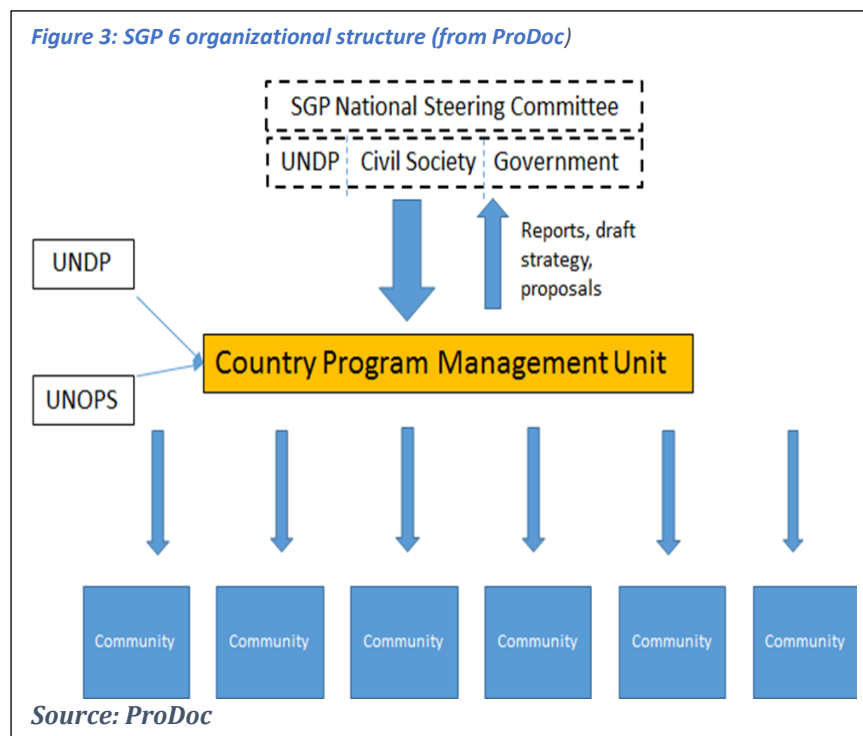 Figure 3: SGP 6 organizational structure (from ProDoc)
SGP National Steering Committee
UNDP Civil Society Government
Reports, draft
strategy,
proposals
UNDP
Country Program Management Unit
UNOPS
Community Community Community Community Community Community
Source: ProDoc